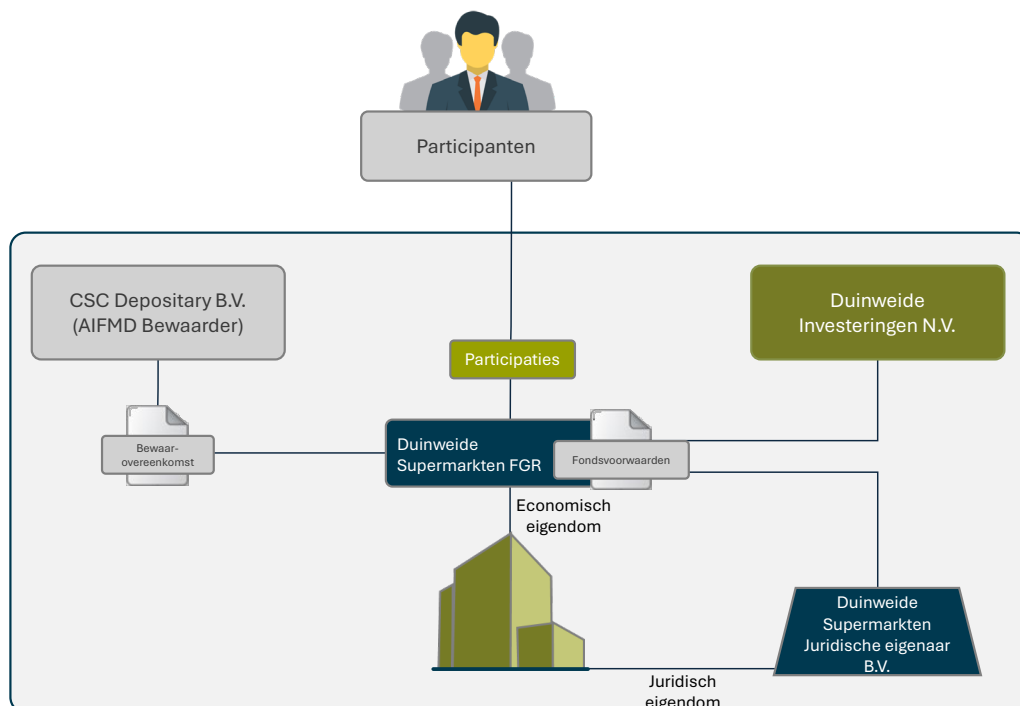 Participanten
CSC Depositary B.V.
(AIFMD Bewaarder)
Duinweide
Investeringen N.V.
Participaties
Bewaar-
overeenkomst
Duinweide
Supermarkten FGR
Fondsvoorwaarden
Economisch
eigendom
Duinweide
Supermarkten
Juridische eigenaar
B.V.
Juridisch
eigendom